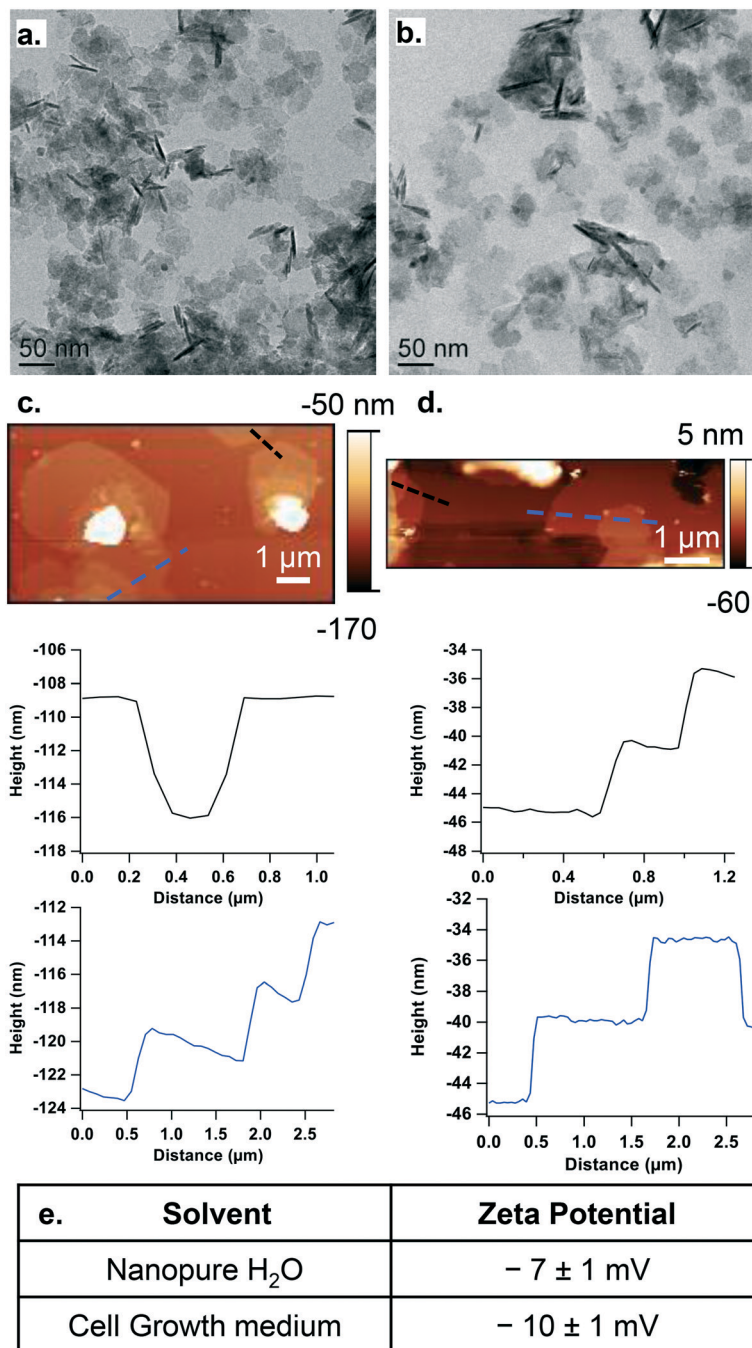 a.
50 nm
b.
50 nm
c.
-50 nm
1 µm
-170
d.
5 nm
1 µm
-60
-106
-108
-110
-112
-114
-116
-118
Height (nm)
0.0 0.2 0.4 0.6 0.8 1.0
Distance (µm)
-34
-36
-38
-40
-42
-44
-46
-48
Height (nm)
0.0 0.4 0.8 1.2
Distance (µm)
-112
-114
-116
-118
-120
-122
-124
Height (nm)
0.0 0.5 1.0 1.5 2.0 2.5
Distance (µm)
-32
-34
-36
-38
-40
-42
-44
-46
Height (nm)
0.0 0.5 1.0 1.5 2.0 2.5
Distance (µm)
e. Solvent Zeta Potential
Nanopure H₂O − 7 ± 1 mV
Cell Growth medium − 10 ± 1 mV